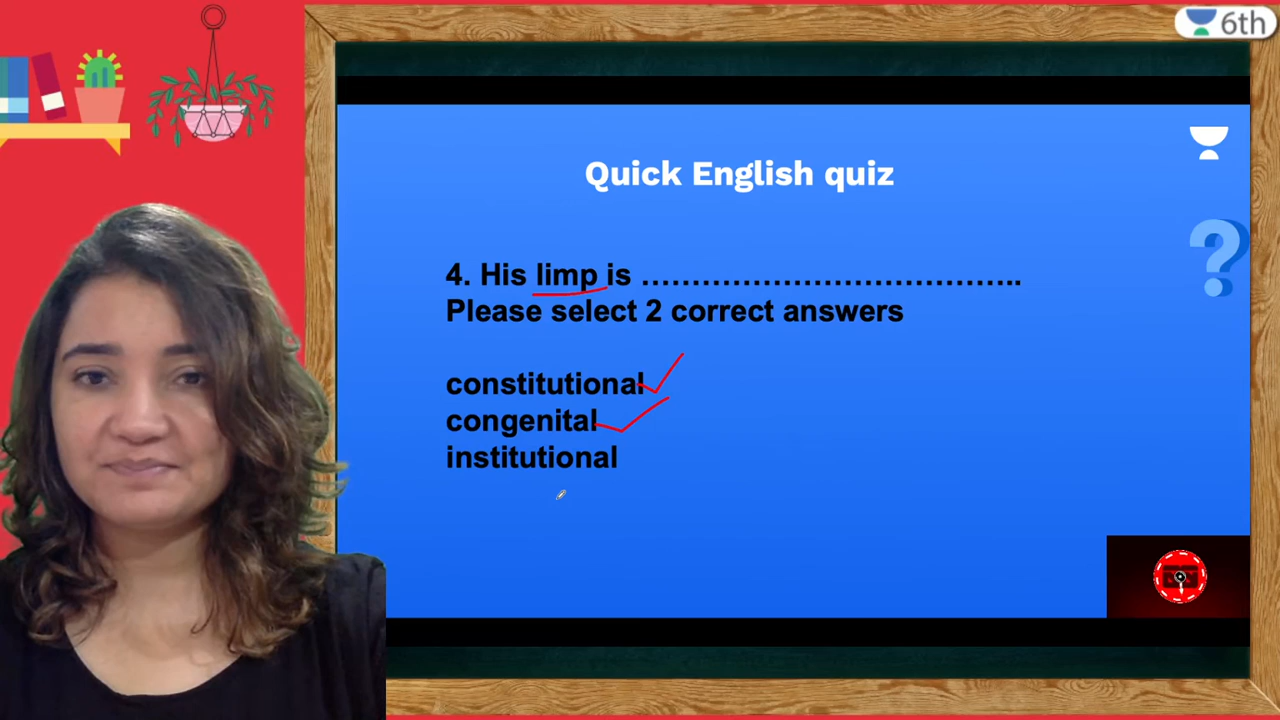 6th
Quick English quiz
4. His limp is …………………………………..
Please select 2 correct answers
constitutional
congenital
institutional